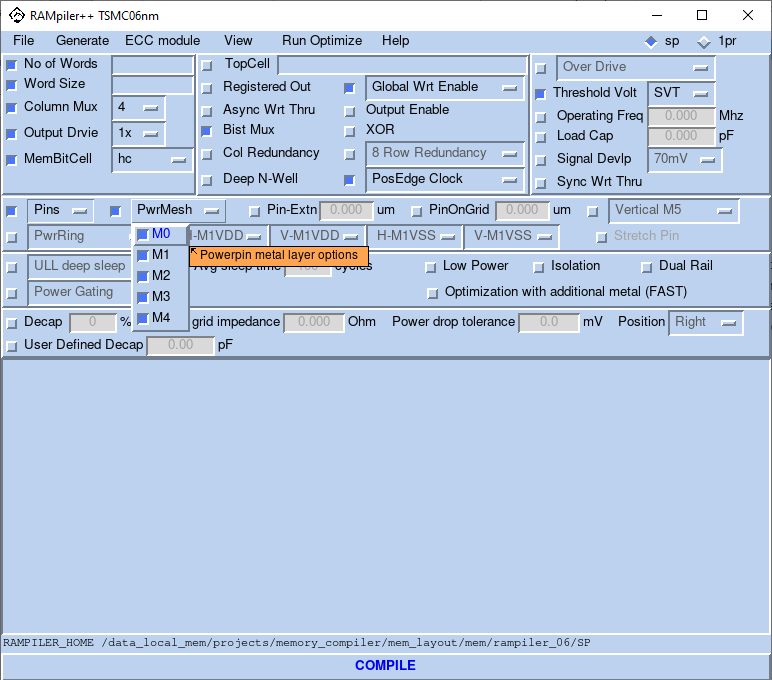 RAMpiler++ TSMC06nm
File Generate ECC module View Run Optimize Help sp 1pr
No of Words TopCell Over Drive
Word Size Registered Out Global Wrt Enable Threshold Volt SVT
Column Mux 4 Async Wrt Thru Output Enable Operating Freq 0.000 Mhz
Output Drvie 1x Bist Mux XOR Load Cap 0.000 pF
MemBitCell hc Col Redundancy 8 Row Redundancy Signal Devlp 70mV
Deep N-Well PosEdge Clock Sync Wrt Thru
Pins PwrMesh Pin-Extn 0.000 um PinOnGrid 0.000 um Vertical M5
PwrRing M0 -M1VDD V-M1VDD H-M1VSS V-M1VSS Stretch Pin
M1 Powerpin metal layer options
ULL deep sleep Avg sleep time cycles Low Power Isolation Dual Rail
M2
Power Gating M3 Optimization with additional metal (FAST)
Decap 0 % M4 grid impedance 0.000 Ohm Power drop tolerance 0.0 mV Position Right
User Defined Decap 0.00 pF
RAMPILER_HOME /data_local_mem/projects/memory_compiler/mem_layout/mem/rampiler_06/SP
COMPILE